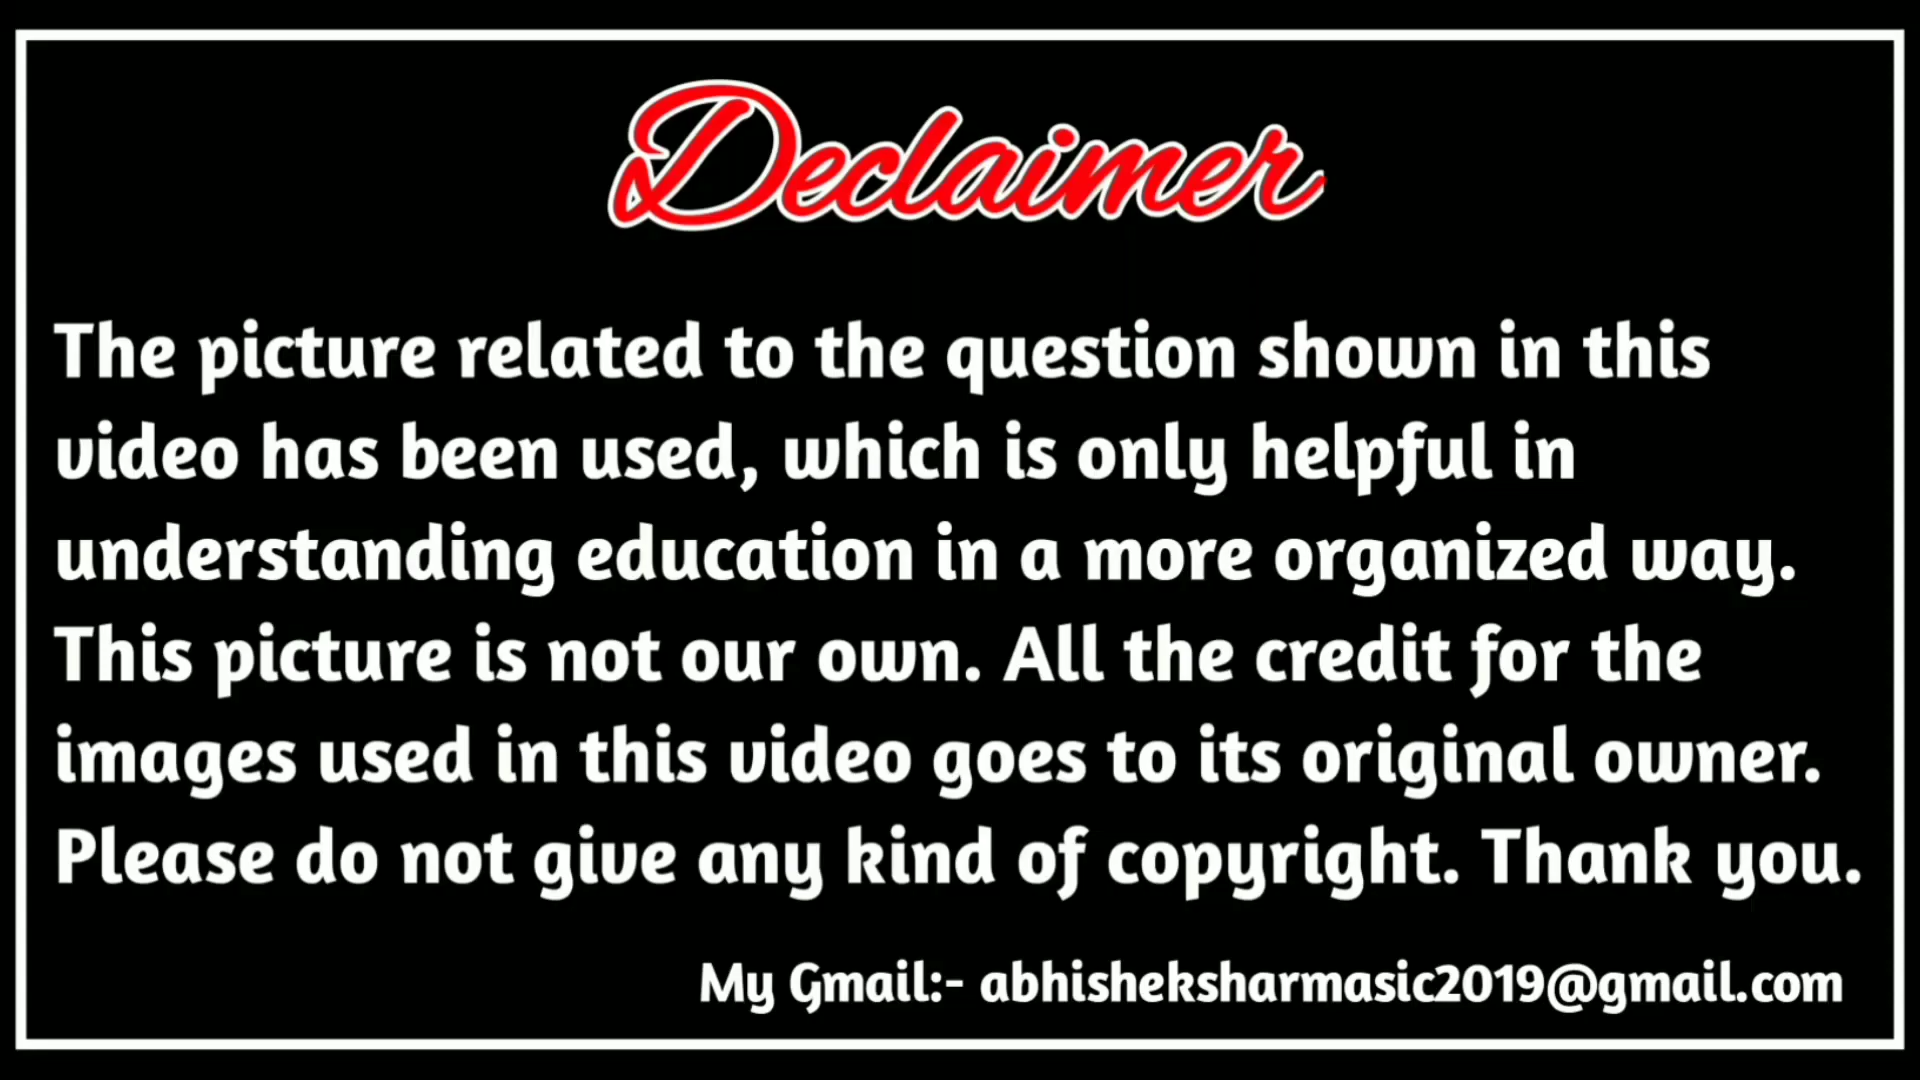 Declaimer
The picture related to the question shown in this
video has been used, which is only helpful in
understanding education in a more organized way.
This picture is not our own. All the credit for the
images used in this video goes to its original owner.
Please do not give any kind of copyright. Thank you.
My Gmail:- abhisheksharmasic2019@gmail.com